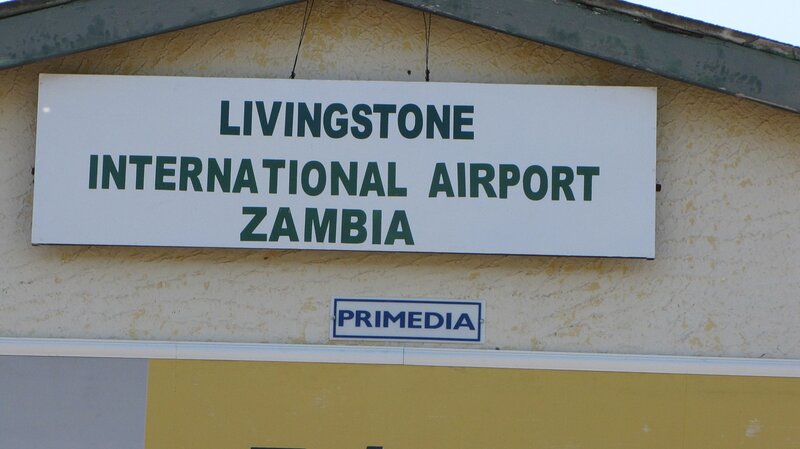 LIVINGSTONE
INTERNATIONAL AIRPORT
ZAMBIA
PRIMEDIA